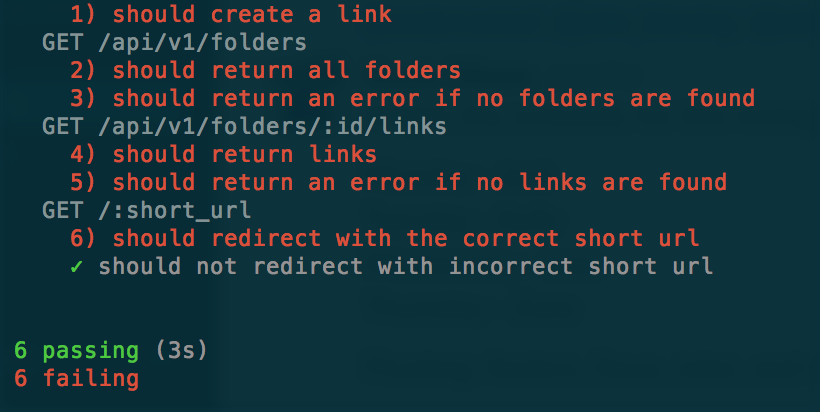 1) should create a link
GET /api/v1/folders
2) should return all folders
3) should return an error if no folders are found
GET /api/v1/folders/:id/links
4) should return links
5) should return an error if no links are found
GET /:short_url
6) should redirect with the correct short url
✓ should not redirect with incorrect short url
6 passing (3s)
6 failing